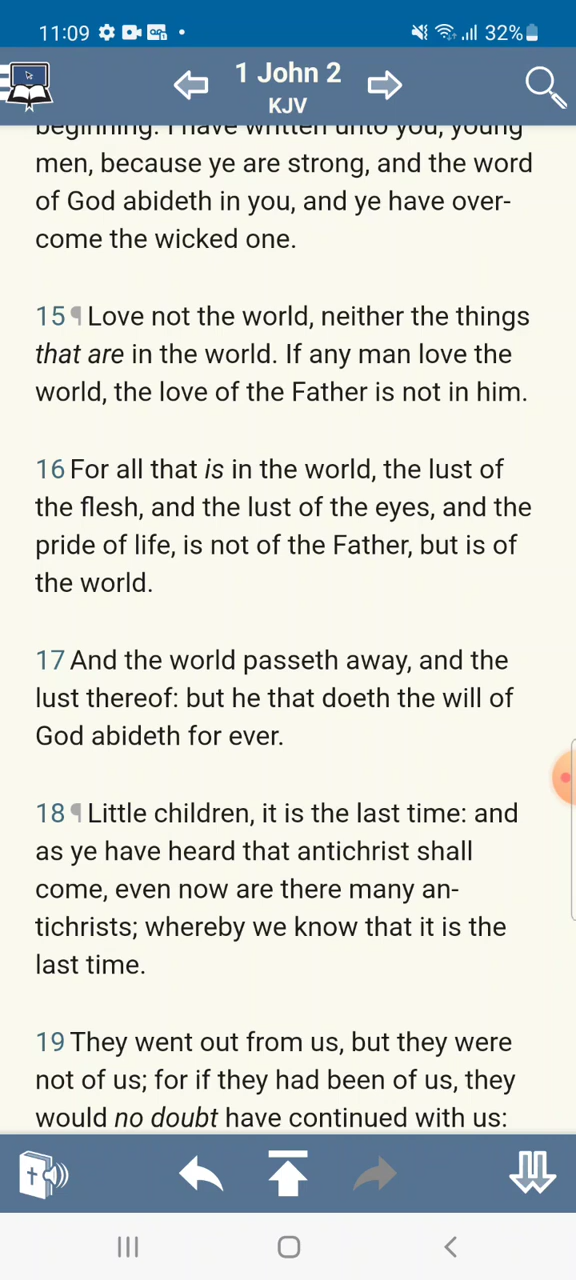 11:09 32%
1 John 2
KJV
beginning. I have written unto you, young
men, because ye are strong, and the word
of God abideth in you, and ye have over-
come the wicked one.
15 ¶ Love not the world, neither the things
that are in the world. If any man love the
world, the love of the Father is not in him.
16 For all that is in the world, the lust of
the flesh, and the lust of the eyes, and the
pride of life, is not of the Father, but is of
the world.
17 And the world passeth away, and the
lust thereof: but he that doeth the will of
God abideth for ever.
18 ¶ Little children, it is the last time: and
as ye have heard that antichrist shall
come, even now are there many an-
tichrists; whereby we know that it is the
last time.
19 They went out from us, but they were
not of us; for if they had been of us, they
would no doubt have continued with us: